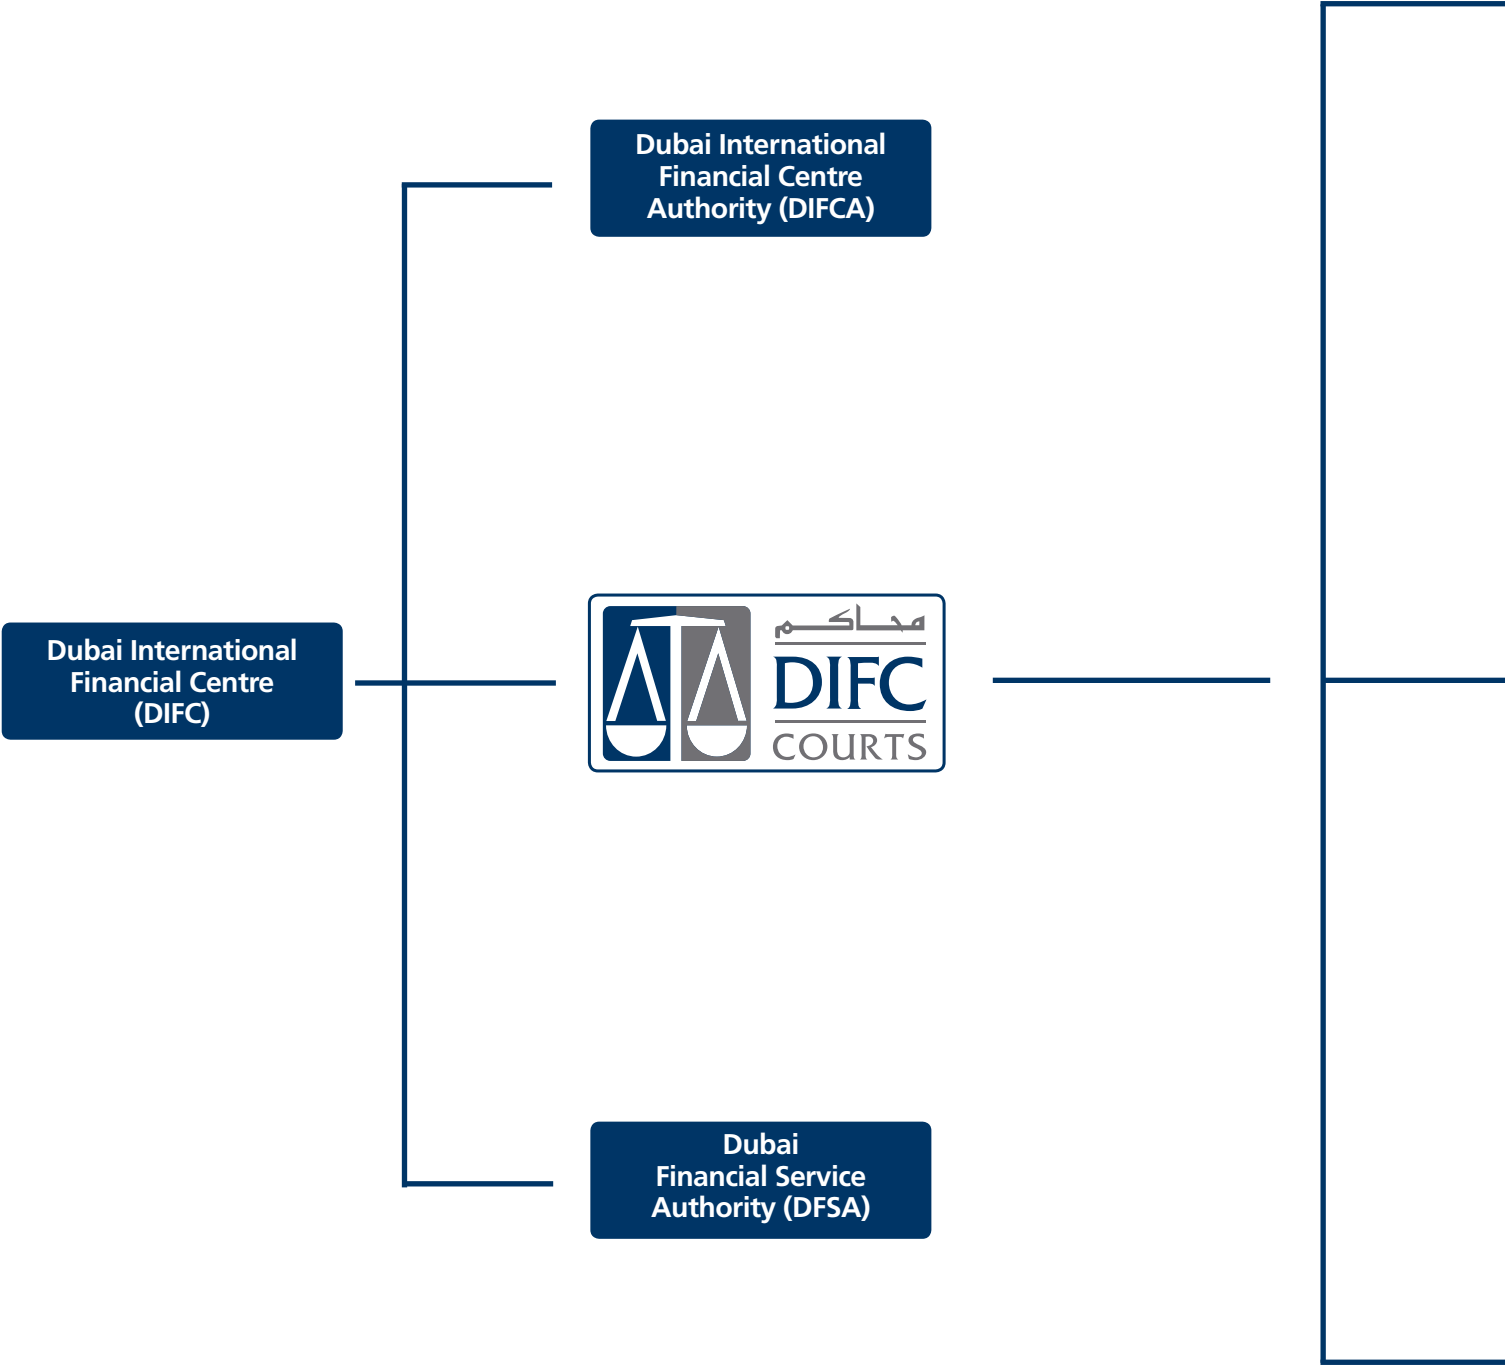 Dubai International
Financial Centre
Authority (DIFCA)
Dubai International
Financial Centre
(DIFC)
محاكم
DIFC
COURTS
Dubai
Financial Service
Authority (DFSA)